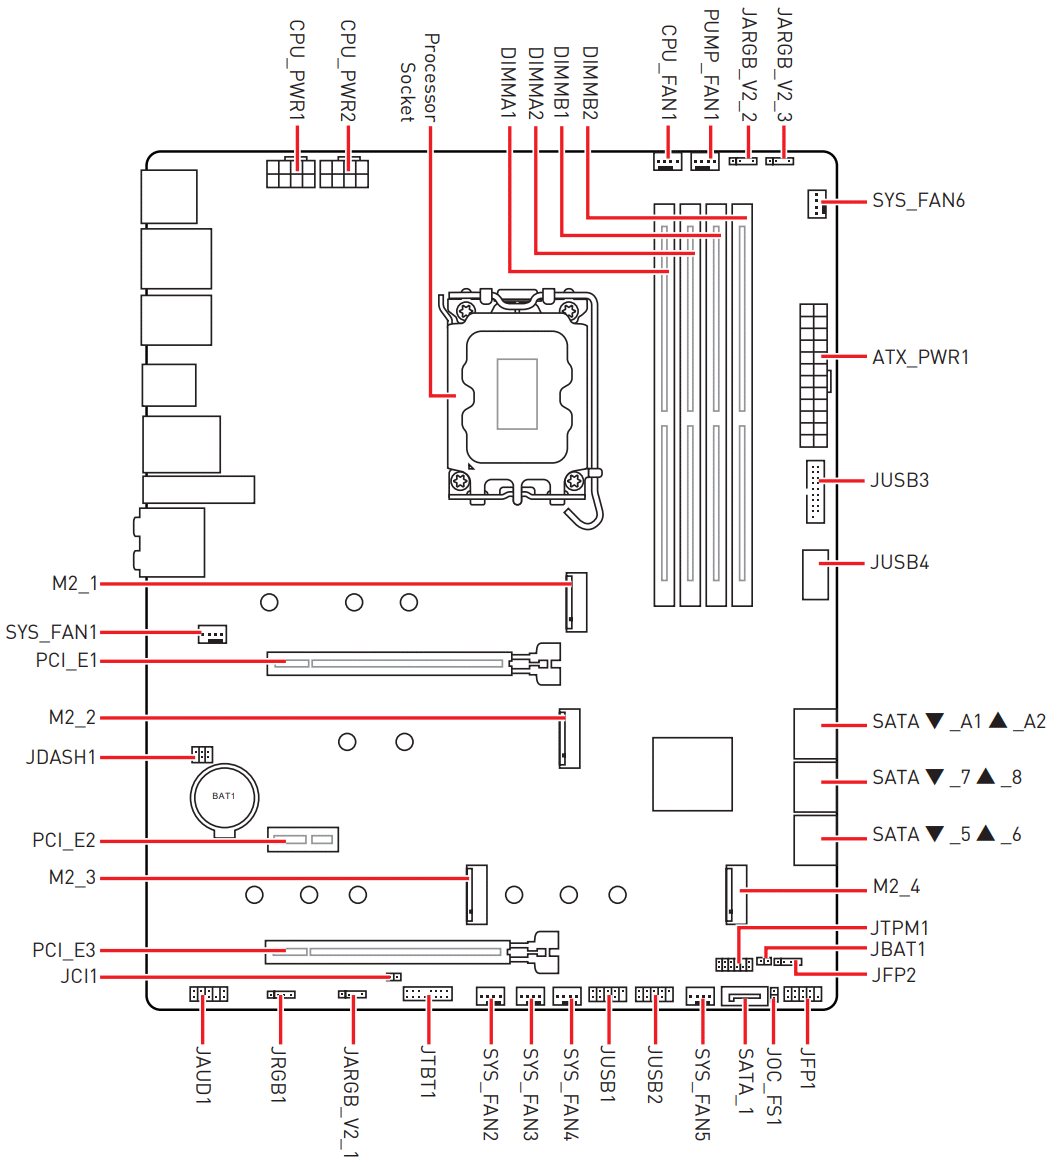 CPU_PWR1
CPU_PWR2
Processor
Socket
DIMMA1
DIMMA2
DIMMB1
DIMMB2
CPU_FAN1
PUMP_FAN1
JARGB_V2_2
JARGB_V2_3
SYS_FAN6
ATX_PWR1
JUSB3
JUSB4
M2_1
SYS_FAN1
PCI_E1
M2_2
SATA ▼ _A1 ▲ _A2
JDASH1
SATA ▼ _7 ▲ _8
BAT1
PCI_E2
SATA ▼ _5 ▲ _6
M2_3
M2_4
JTPM1
JBAT1
PCI_E3
JFP2
JCI1
JAUD1
JRGB1
JARGB_V2_1
JTBT1
SYS_FAN2
SYS_FAN3
SYS_FAN4
JUSB1
JUSB2
SYS_FAN5
SATA_1
JOC_FS1
JFP1